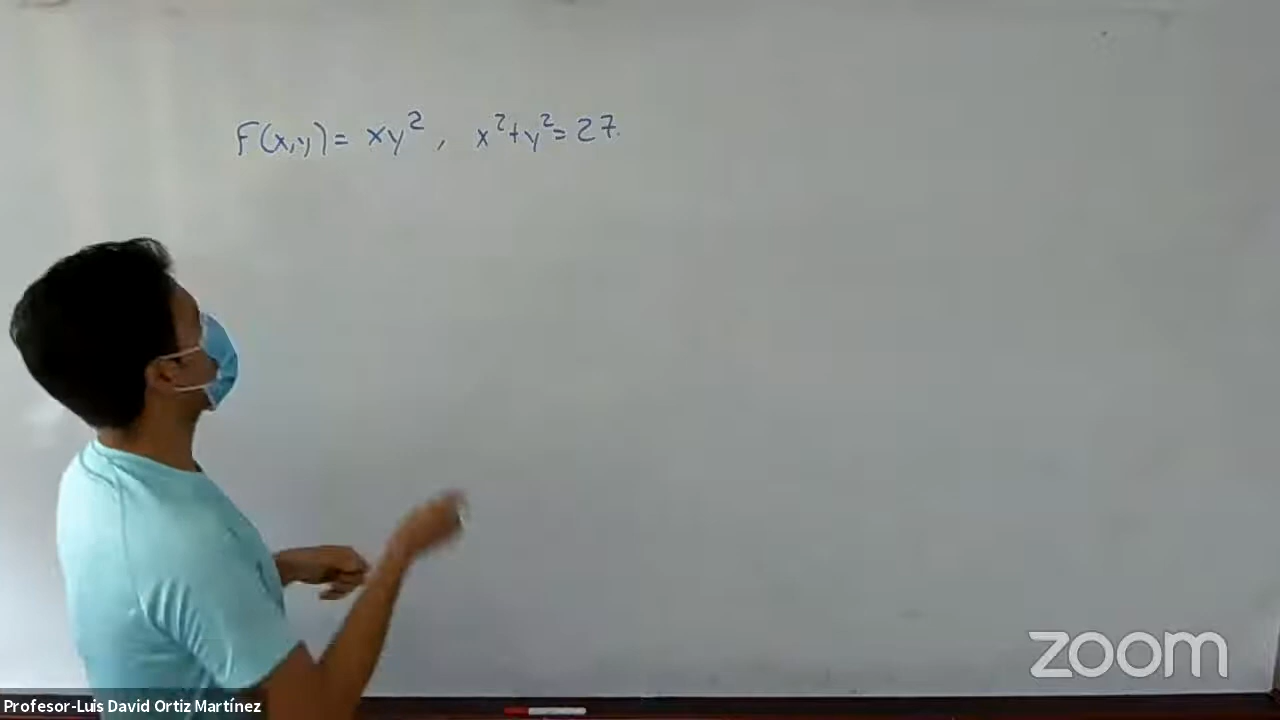 F(x,y) = xy², x²+y²=27.
zoom
Profesor-Luis David Ortiz Martínez